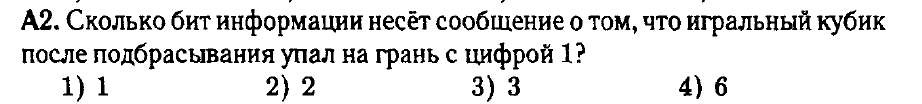 А2. Сколько бит информации несёт сообщение о том, что игральный кубик
после подбрасывания упал на грань с цифрой 1?
1) 1 2) 2 3) 3 4) 6